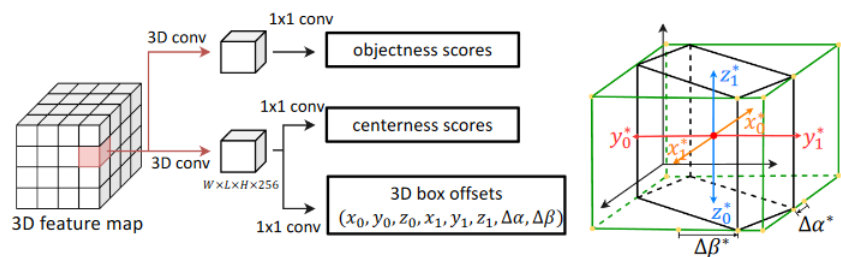 3D conv
1x1 conv
objectness scores
1x1 conv
centerness scores
3D conv
W×L×H×256
3D feature map
1x1 conv
3D box offsets
(x₀, y₀, z₀, x₁, y₁, z₁, Δα, Δβ)
z₁*
x₀*
y₀*
y₁*
x₁*
z₀*
Δα*
Δβ*